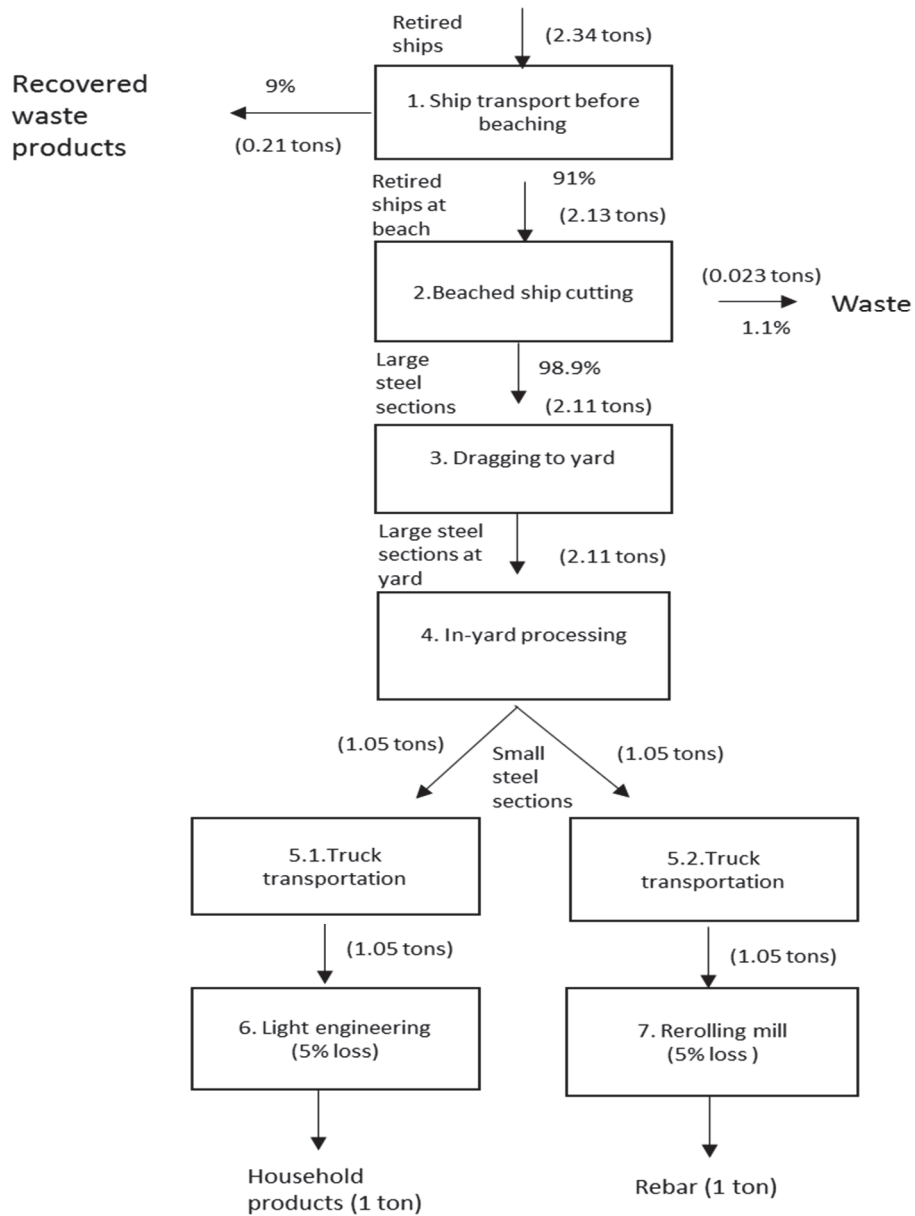 Retired
ships
(2.34 tons)
Recovered
waste
products
9%
(0.21 tons)
1. Ship transport before
beaching
Retired
ships at
beach
91%
(2.13 tons)
2.Beached ship cutting
(0.023 tons)
1.1%
Waste
Large
steel
sections
98.9%
(2.11 tons)
3. Dragging to yard
Large steel
sections at
yard
(2.11 tons)
4. In-yard processing
(1.05 tons)
Small
steel
sections
(1.05 tons)
5.1.Truck
transportation
5.2.Truck
transportation
(1.05 tons)
(1.05 tons)
6. Light engineering
(5% loss)
7. Rerolling mill
(5% loss )
Household
products (1 ton)
Rebar (1 ton)